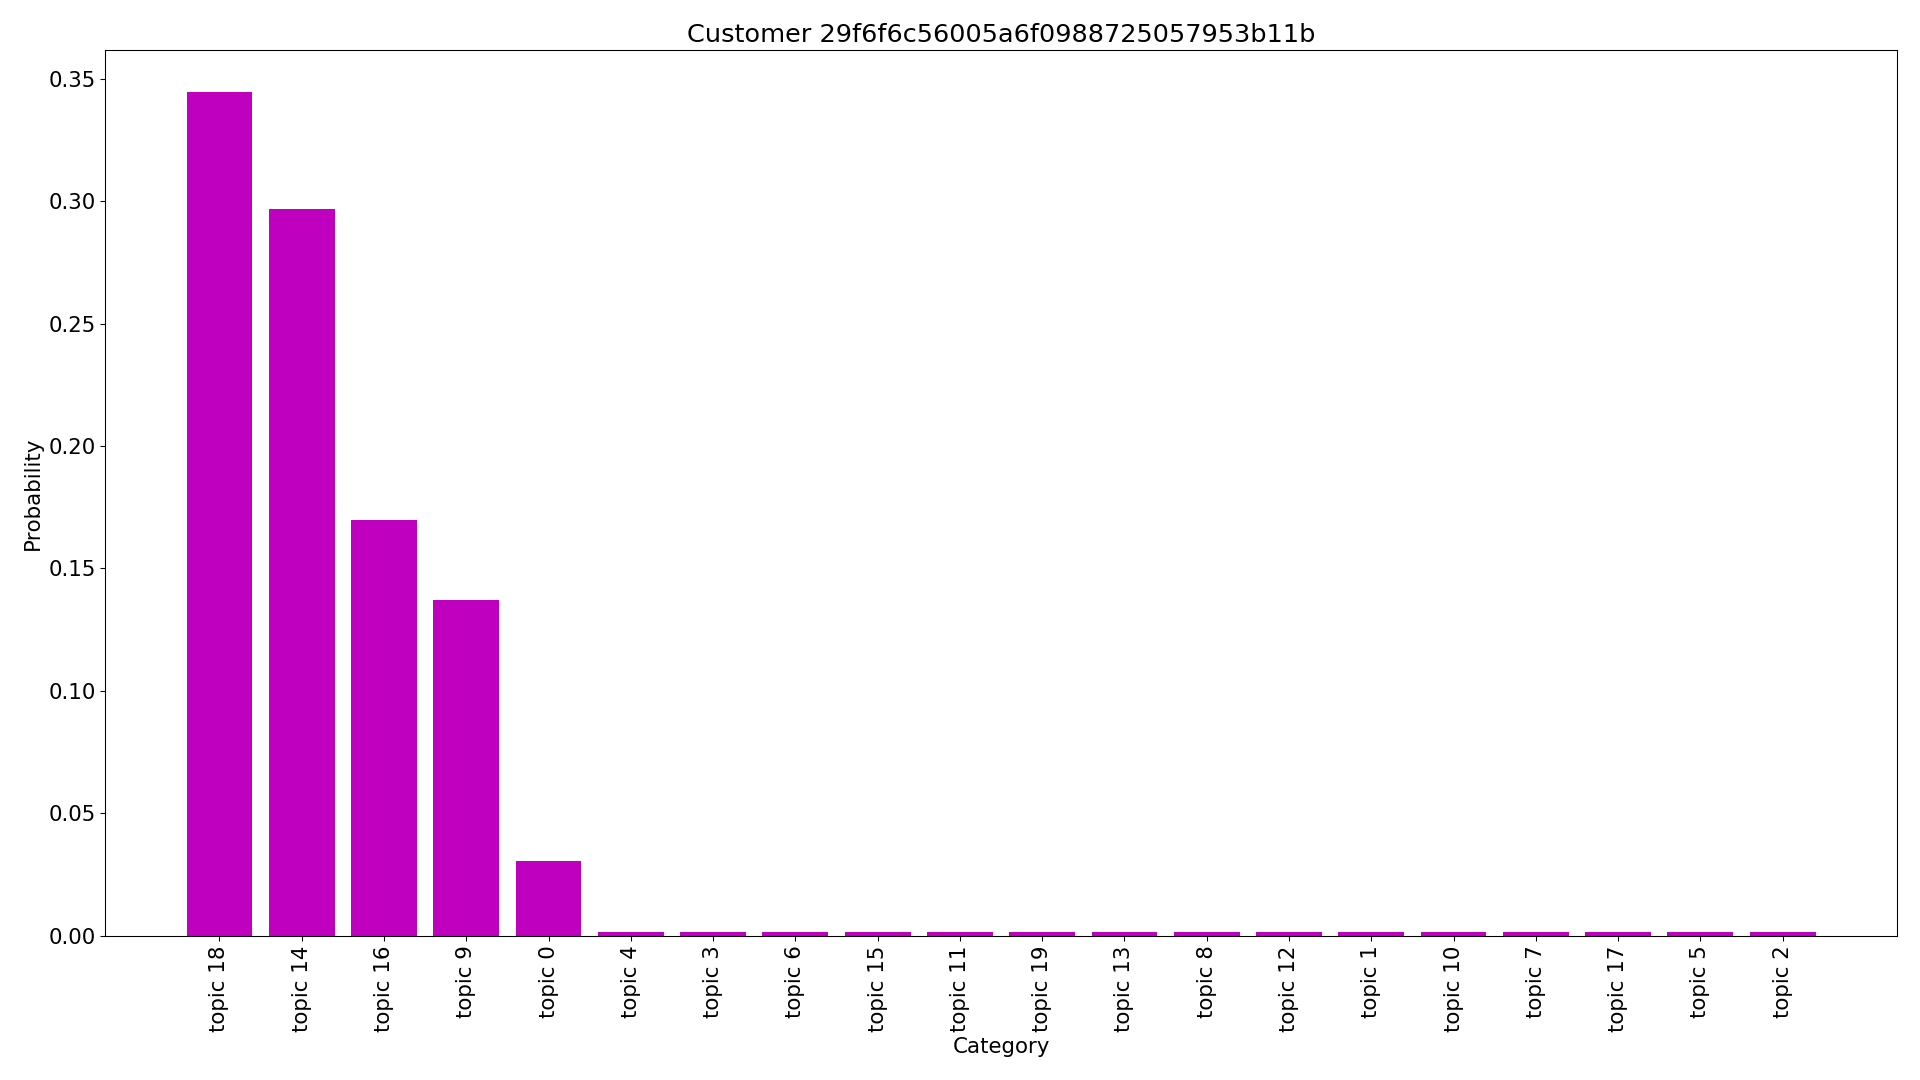 Customer 29f6f6c56005a6f0988725057953b11b
Probability
0.35
0.30
0.25
0.20
0.15
0.10
0.05
0.00
topic 18
topic 14
topic 16
topic 9
topic 0
topic 4
topic 3
topic 6
topic 15
topic 11
topic 19
topic 13
topic 8
topic 12
topic 1
topic 10
topic 7
topic 17
topic 5
topic 2
Category